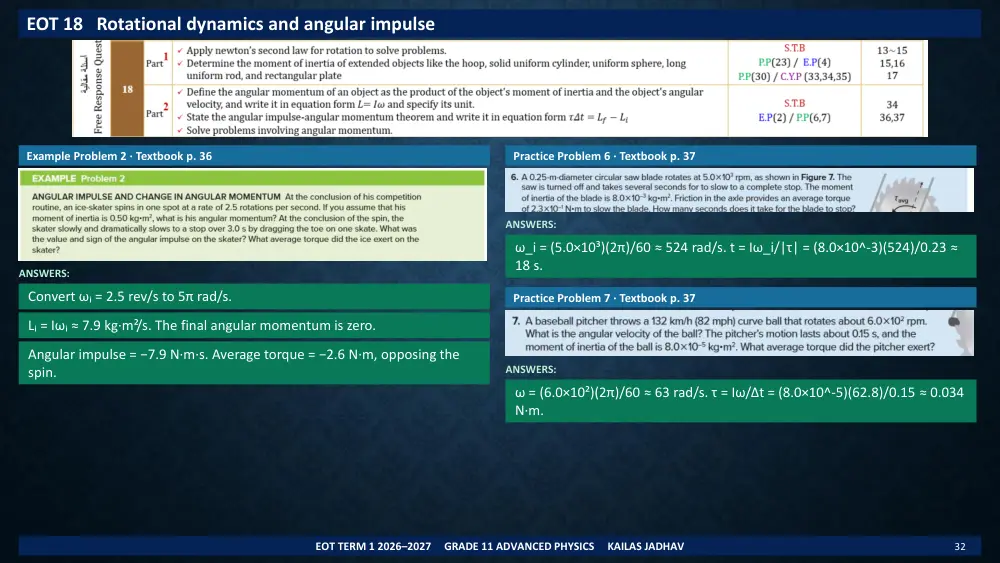 EOT 18 Rotational dynamics and angular impulse
أسئلة مقالية
Free Response Quest
18
Part1
✓ Apply newton's second law for rotation to solve problems.
✓ Determine the moment of inertia of extended objects like the hoop, solid uniform cylinder, uniform sphere, long
uniform rod, and rectangular plate
S.T.B
P.P(23) / E.P(4)
P.P(30) / C.Y.P (33,34,35)
13~15
15,16
17
Part2
✓ Define the angular momentum of an object as the product of the object's moment of inertia and the object's angular
velocity, and write it in equation form L= Iω and specify its unit.
✓ State the angular impulse-angular momentum theorem and write it in equation form τΔt = Lf − Li
✓ Solve problems involving angular momentum.
S.T.B
E.P(2) / P.P(6,7)
34
36,37
Example Problem 2 · Textbook p. 36
EXAMPLE Problem 2
ANGULAR IMPULSE AND CHANGE IN ANGULAR MOMENTUM At the conclusion of his competition
routine, an ice-skater spins in one spot at a rate of 2.5 rotations per second. If you assume that his
moment of inertia is 0.50 kg·m², what is his angular momentum? At the conclusion of the spin, the
skater slowly and dramatically slows to a stop over 3.0 s by dragging the toe on one skate. What was
the value and sign of the angular impulse on the skater? What average torque did the ice exert on the
skater?
ANSWERS:
Convert ωᵢ = 2.5 rev/s to 5π rad/s.
Lᵢ = Iωᵢ ≈ 7.9 kg·m²/s. The final angular momentum is zero.
Angular impulse = −7.9 N·m·s. Average torque = −2.6 N·m, opposing the
spin.
Practice Problem 6 · Textbook p. 37
6. A 0.25-m-diameter circular saw blade rotates at 5.0×10³ rpm, as shown in Figure 7. The
saw is turned off and takes several seconds for to slow to a complete stop. The moment
of inertia of the blade is 8.0×10⁻³ kg·m². Friction in the axle provides an average torque
of 2.3×10⁻¹ N·m to slow the blade. How many seconds does it take for the blade to stop?
τavg
ANSWERS:
ω_i = (5.0×10³)(2π)/60 ≈ 524 rad/s. t = Iω_i/|τ| = (8.0×10^-3)(524)/0.23 ≈
18 s.
Practice Problem 7 · Textbook p. 37
7. A baseball pitcher throws a 132 km/h (82 mph) curve ball that rotates about 6.0×10² rpm.
What is the angular velocity of the ball? The pitcher's motion lasts about 0.15 s, and the
moment of inertia of the ball is 8.0×10⁻⁵ kg•m². What average torque did the pitcher exert?
ANSWERS:
ω = (6.0×10²)(2π)/60 ≈ 63 rad/s. τ = Iω/Δt = (8.0×10^-5)(62.8)/0.15 ≈ 0.034
N·m.
EOT TERM 1 2026–2027 GRADE 11 ADVANCED PHYSICS KAILAS JADHAV
32